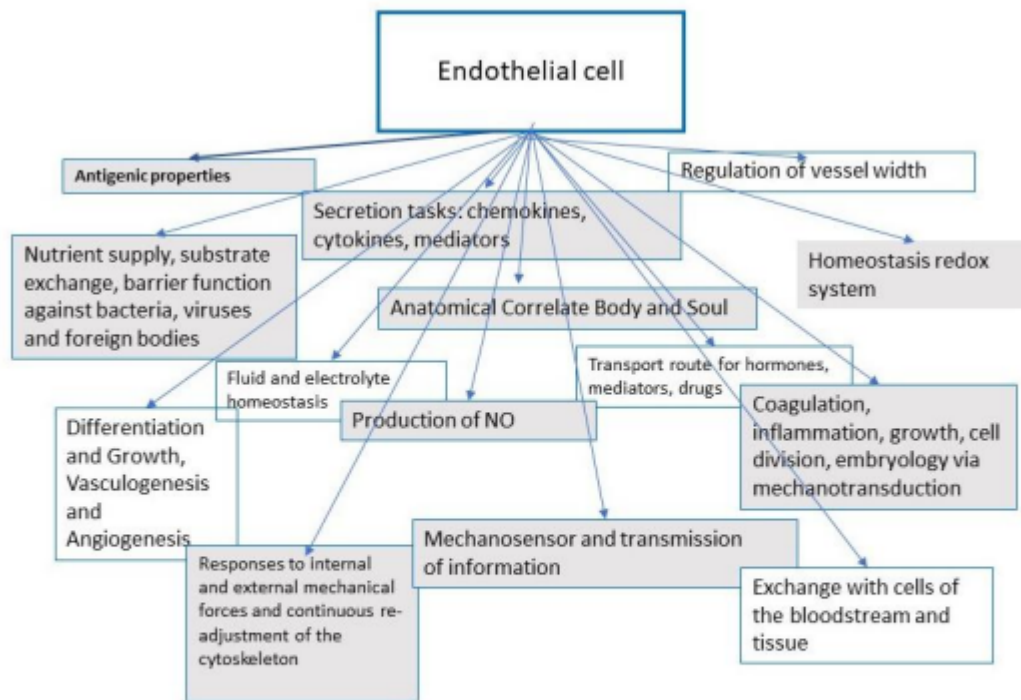 Endothelial cell
Antigenic properties
Regulation of vessel width
Secretion tasks: chemokines,
cytokines, mediators
Nutrient supply, substrate
exchange, barrier function
against bacteria, viruses
and foreign bodies
Homeostasis redox
system
Anatomical Correlate Body and Soul
Fluid and electrolyte
homeostasis
Transport route for hormones,
mediators, drugs
Production of NO
Coagulation,
inflammation, growth, cell
division, embryology via
mechanotransduction
Differentiation
and Growth,
Vasculogenesis
and
Angiogenesis
Mechanosensor and transmission
of information
Responses to internal
and external mechanical
forces and continuous re-
adjustment of the
cytoskeleton
Exchange with cells of
the bloodstream and
tissue